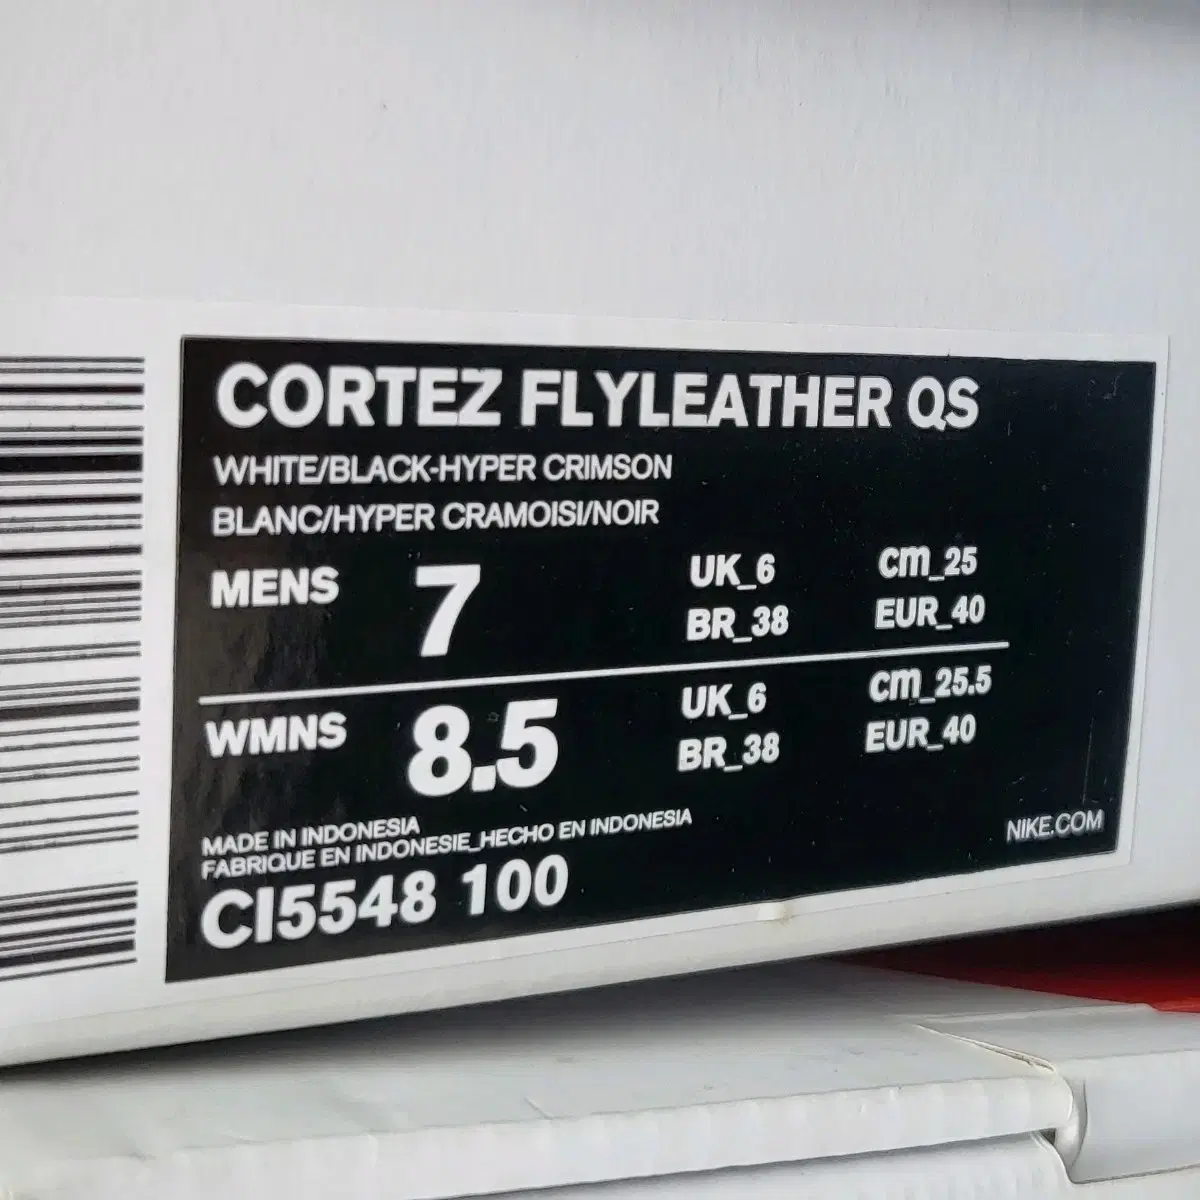 CORTEZ FLYLEATHER QS
WHITE/BLACK-HYPER CRIMSON
BLANC/HYPER CRAMOISI/NOIR
MENS 7 UK_6 cm_25
BR_38 EUR_40
WMNS 8.5 UK_6 cm_25.5
BR_38 EUR_40
MADE IN INDONESIA
FABRIQUE EN INDONESIE_HECHO EN INDONESIA
CI5548 100
NIKE.COM